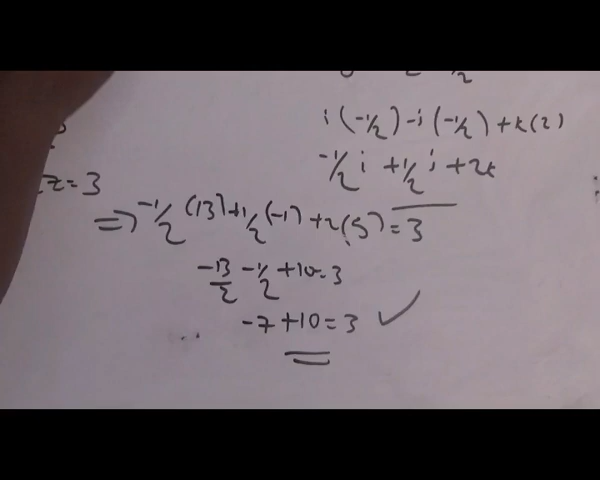 i(-1/2) - j(-1/2) + k(2)
-1/2 i + 1/2 j + 2k
z = 3
⇒ -1/2 (13) + 1/2 (-1) + 2(5) = 3
-13/2 - 1/2 + 10 = 3
-7 + 10 = 3 ✓